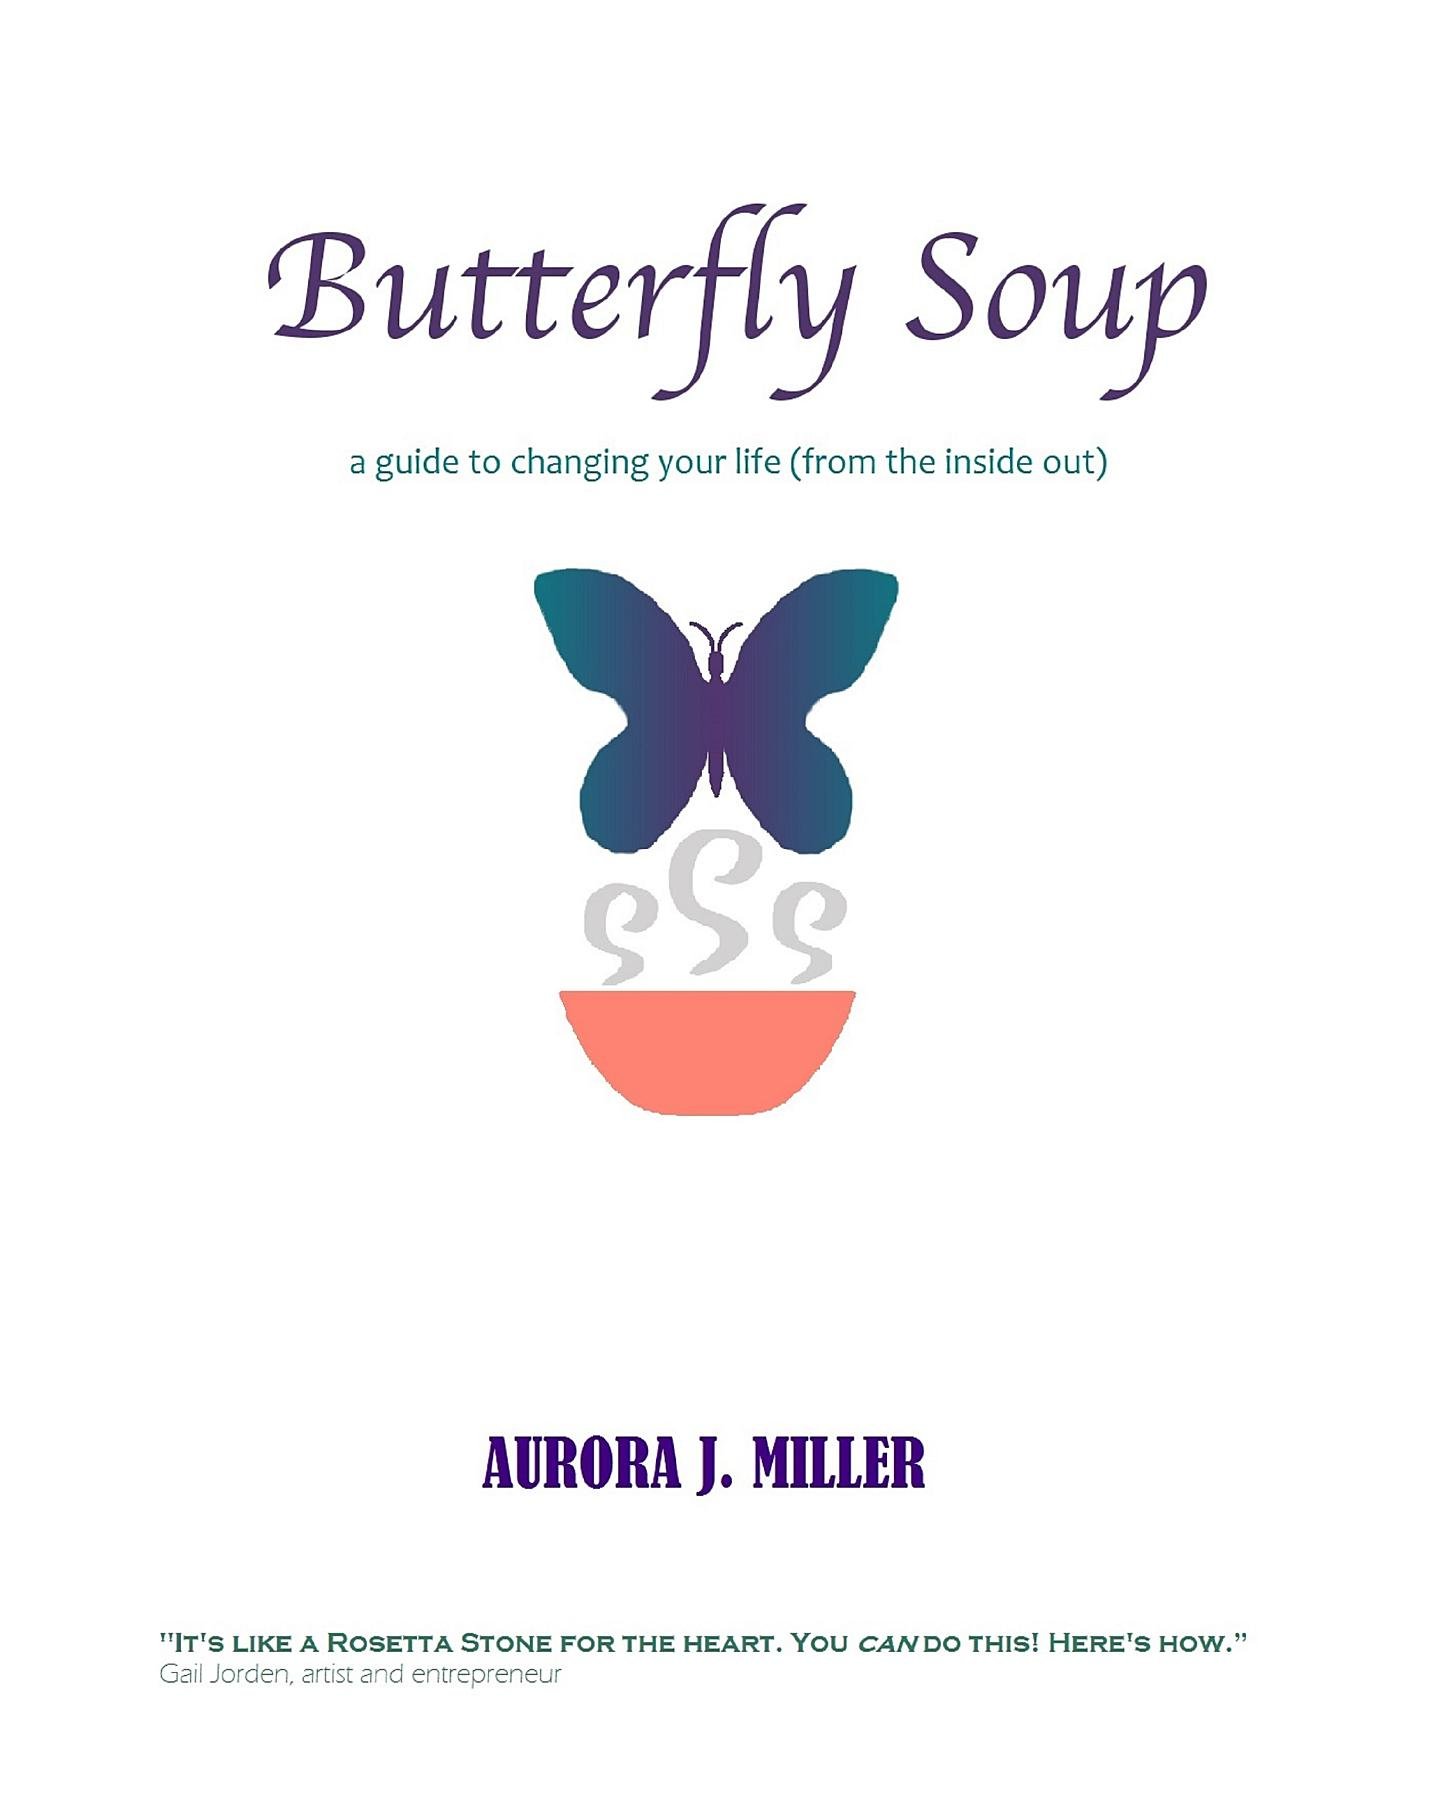 Butterfly Soup
a guide to changing your life (from the inside out)
AURORA J. MILLER
"It's like a Rosetta Stone for the heart. You can do this! Here's how.”
Gail Jorden, artist and entrepreneur